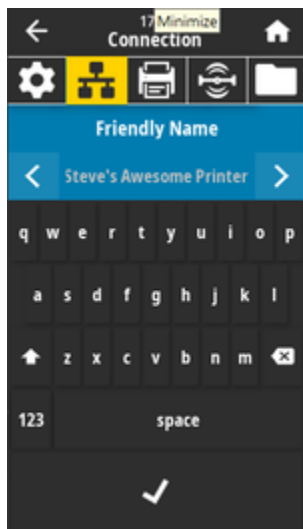 17
Minimize
Connection
Friendly Name
Steve's Awesome Printer
q w e r t y u i o p
a s d f g h j k l
z x c v b n m
123 space